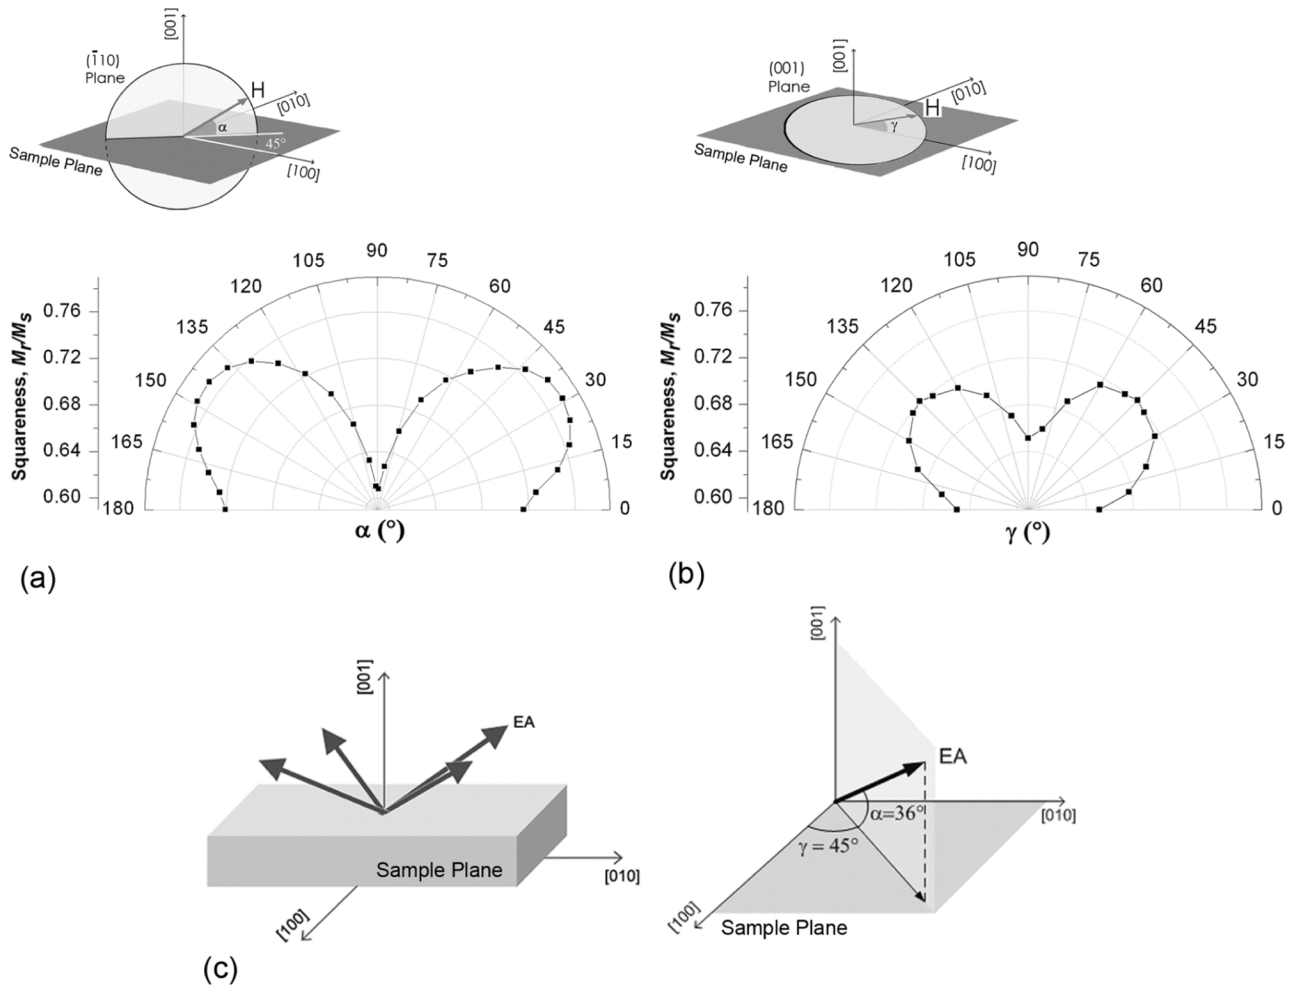 [001]
(1̄10)
Plane
H
[010]
α
45°
[100]
Sample Plane
[001]
(001)
Plane
H
[010]
γ
[100]
Sample Plane
Squareness, Mr/Ms
0.76
0.72
0.68
0.64
0.60
180
165
150
135
120
105
90
75
60
45
30
15
0
α (°)
(a)
Squareness, Mr/Ms
0.76
0.72
0.68
0.64
0.60
180
165
150
135
120
105
90
75
60
45
30
15
0
γ (°)
(b)
[001]
EA
Sample Plane
[010]
[100]
(c)
[001]
EA
α=36°
[010]
γ = 45°
[100]
Sample Plane